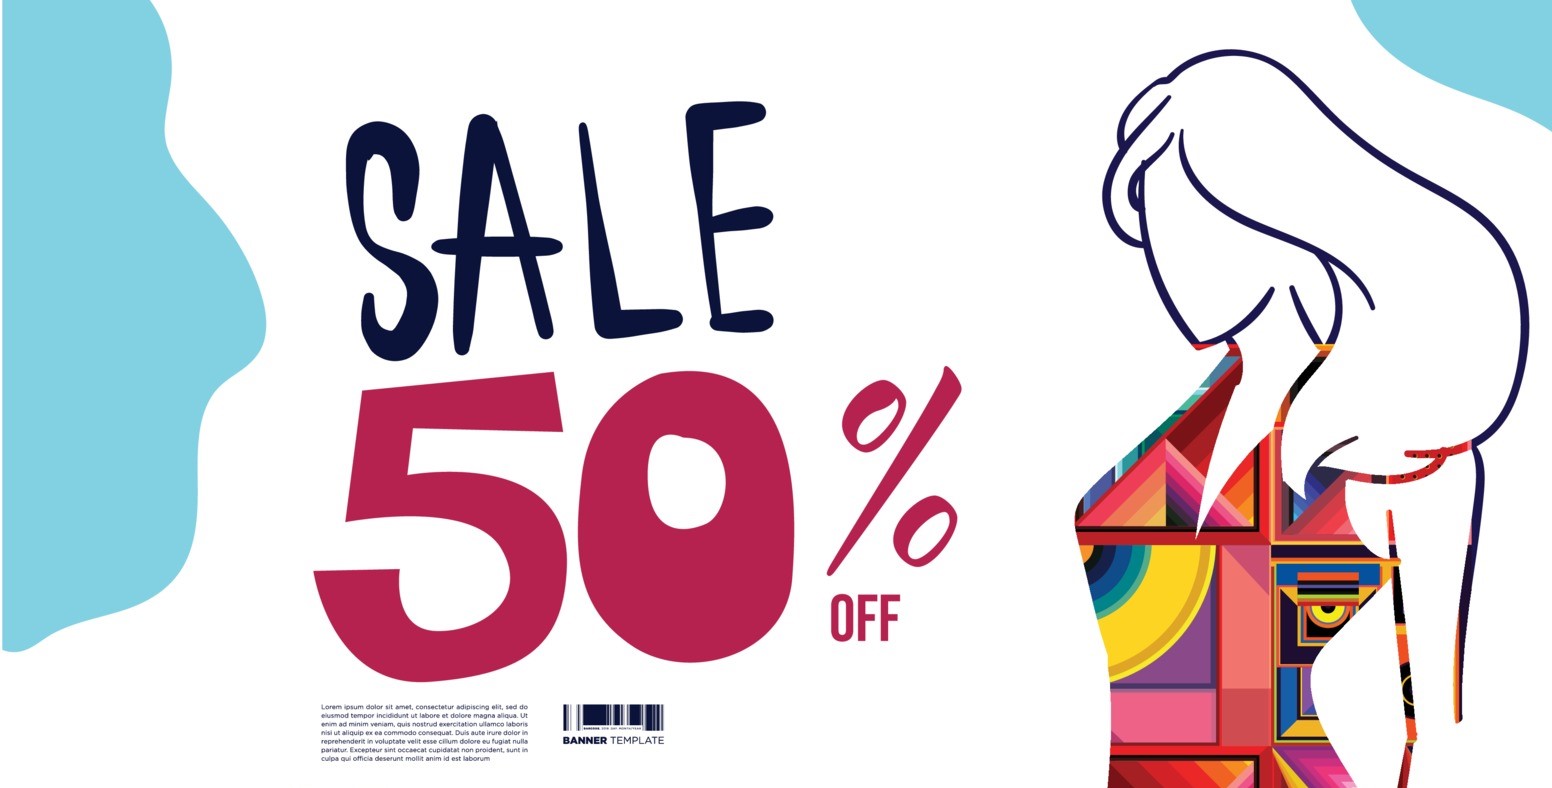 SALE
50%
OFF
Lorem ipsum dolor sit amet, consectetur adipiscing elit, sed do
eiusmod tempor incididunt ut labore et dolore magna aliqua. Ut
enim ad minim veniam, quis nostrud exercitation ullamco laboris
nisi ut aliquip ex ea commodo consequat. Duis aute irure dolor in
reprehenderit in voluptate velit esse cillum dolore eu fugiat nulla
pariatur. Excepteur sint occaecat cupidatat non proident, sunt in
culpa qui officia deserunt mollit anim id est laborum
BANNER TEMPLATE